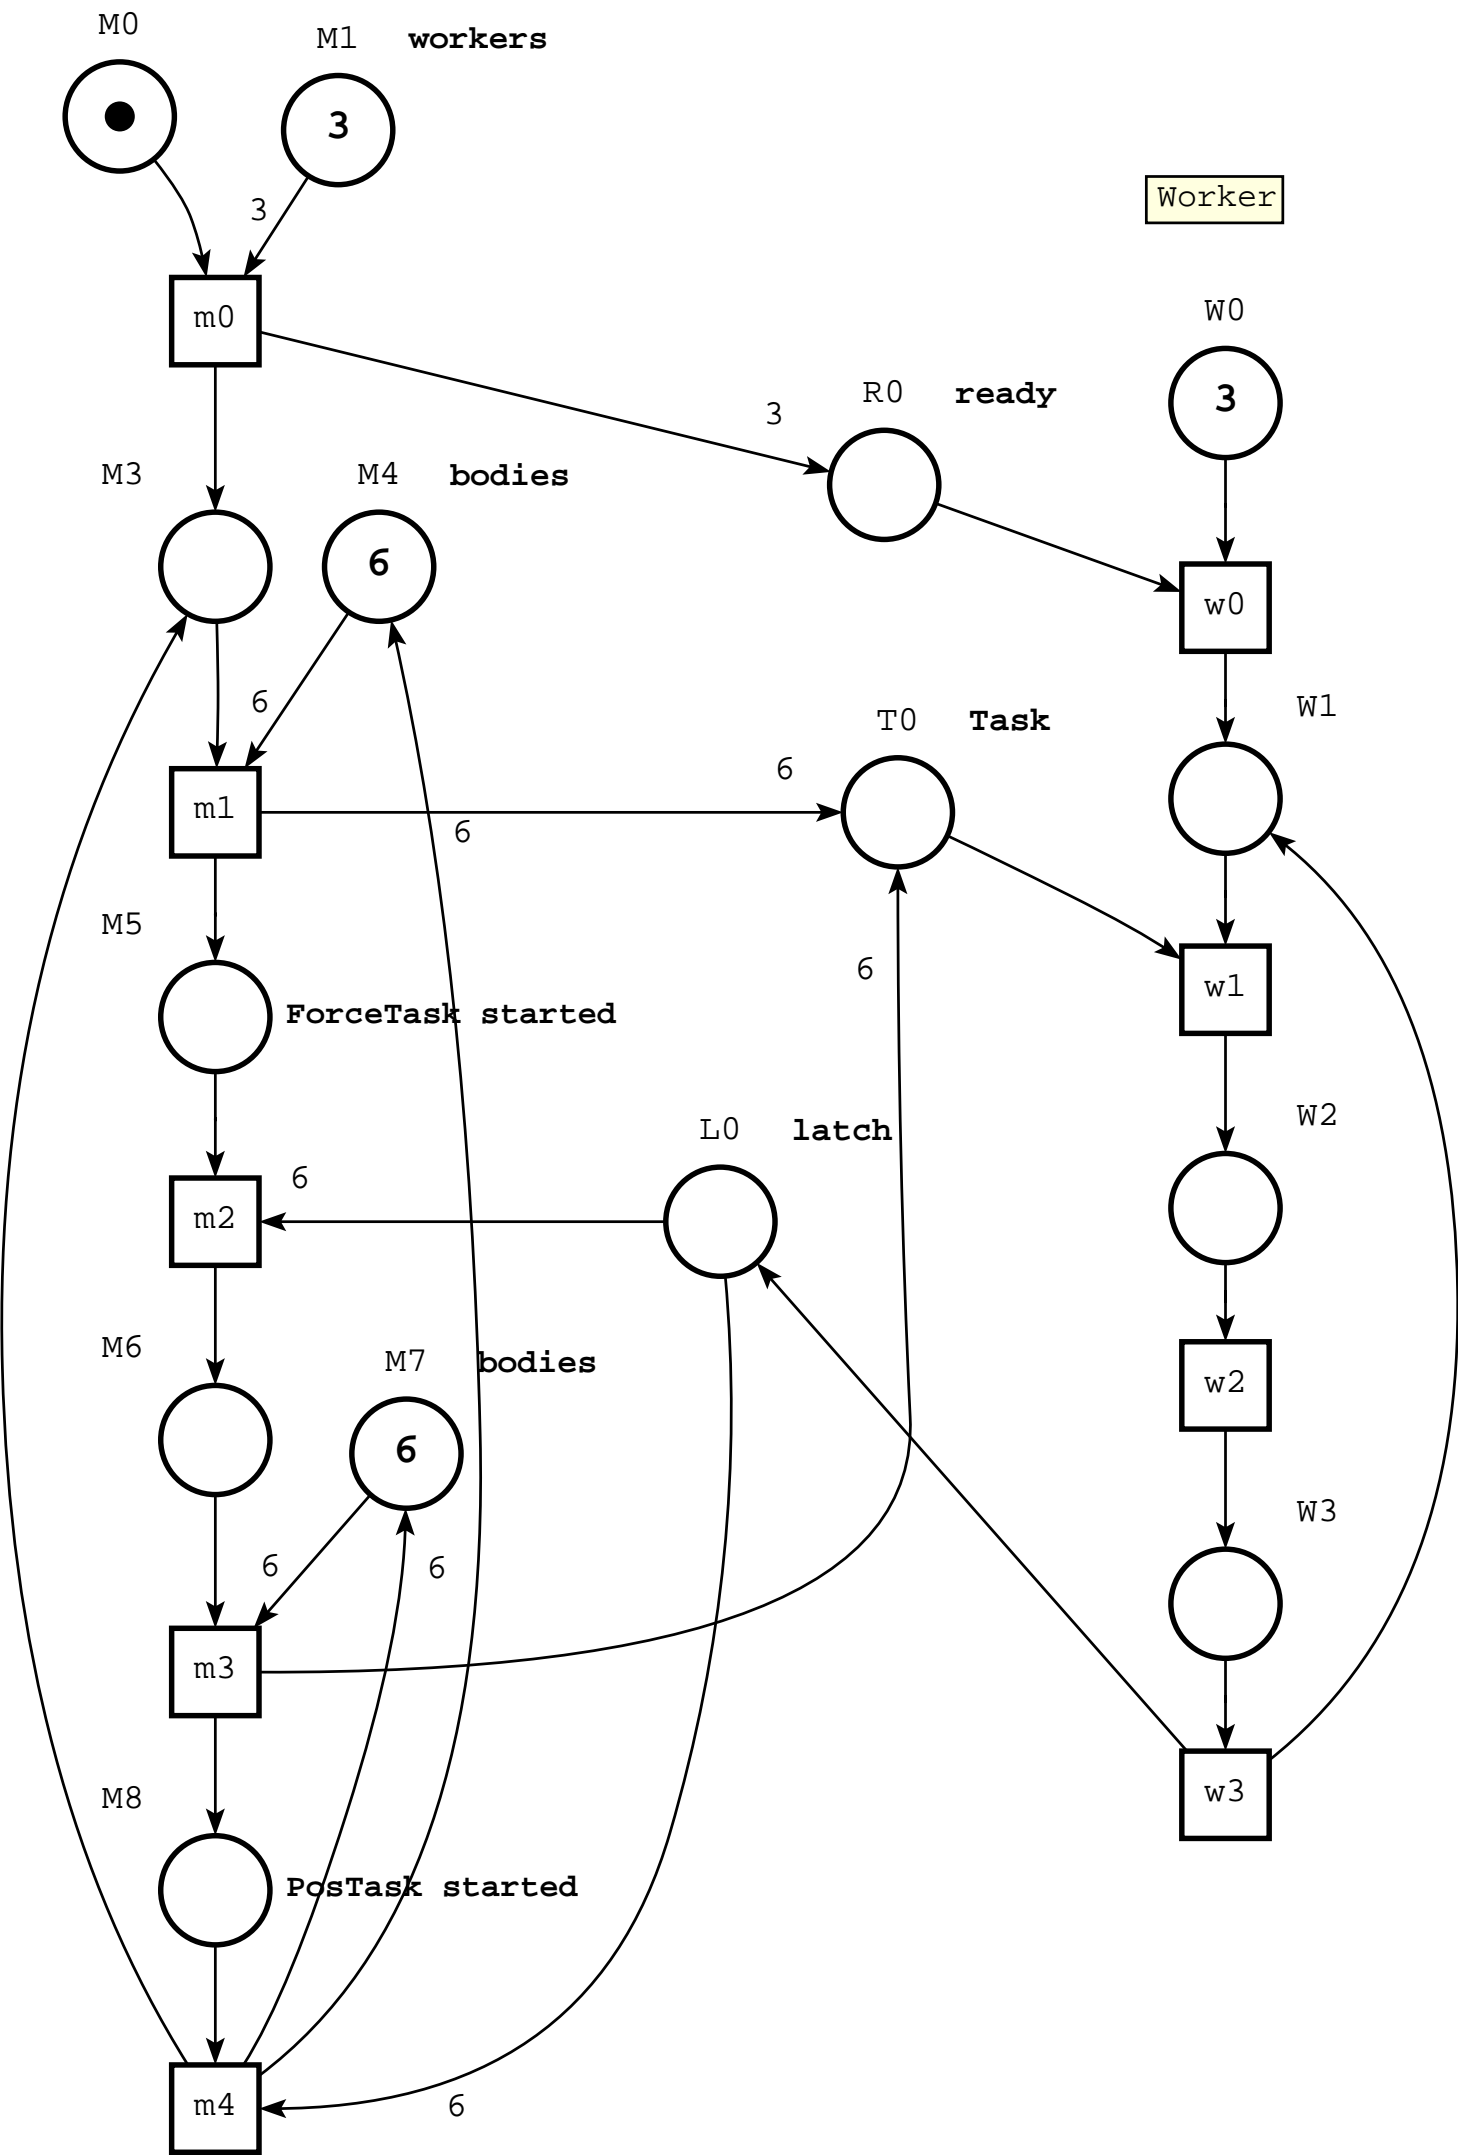 M0
M1 workers
3
3
Worker
m0
W0
3
3
R0 ready
M3
M4 bodies
6
w0
6
W1
T0 Task
6
m1
6
M5
6
w1
ForceTask started
W2
L0 latch
6
m2
M6
M7 bodies
w2
6
W3
6
6
m3
M8
w3
PosTask started
m4
6